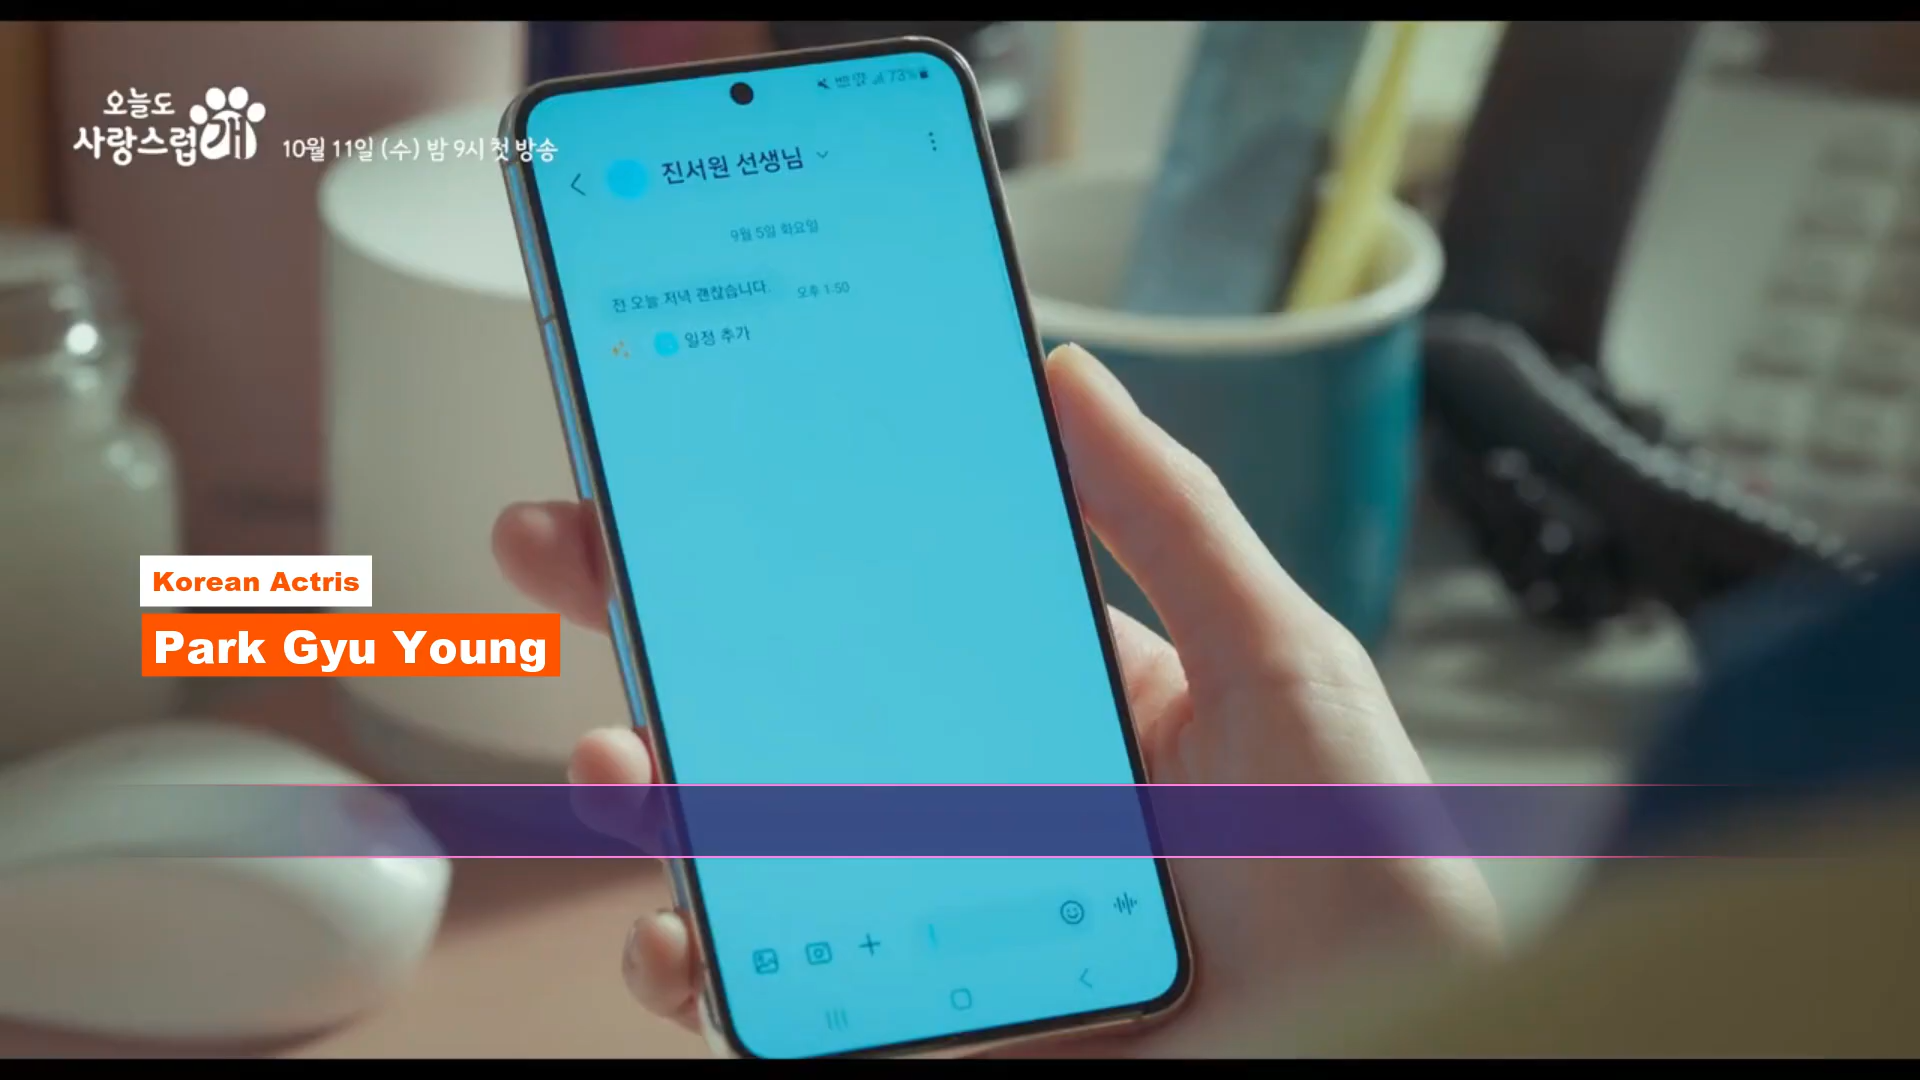 오늘도
사랑스럽개
10월 11일 (수) 밤 9시 첫 방송
73%
진서원 선생님
9월 5일 화요일
전 오늘 저녁 괜찮습니다.
오후 1:50
일정 추가
Korean Actris
Park Gyu Young